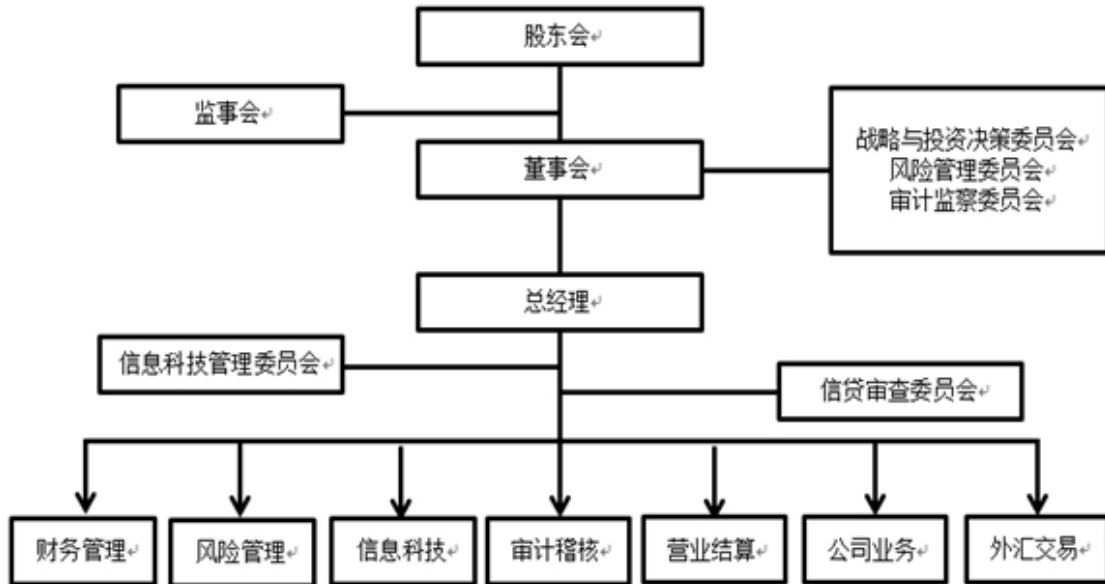 股东会
监事会
董事会
战略与投资决策委员会
风险管理委员会
审计监察委员会
总经理
信息科技管理委员会
信贷审查委员会
财务管理
风险管理
信息科技
审计稽核
营业结算
公司业务
外汇交易